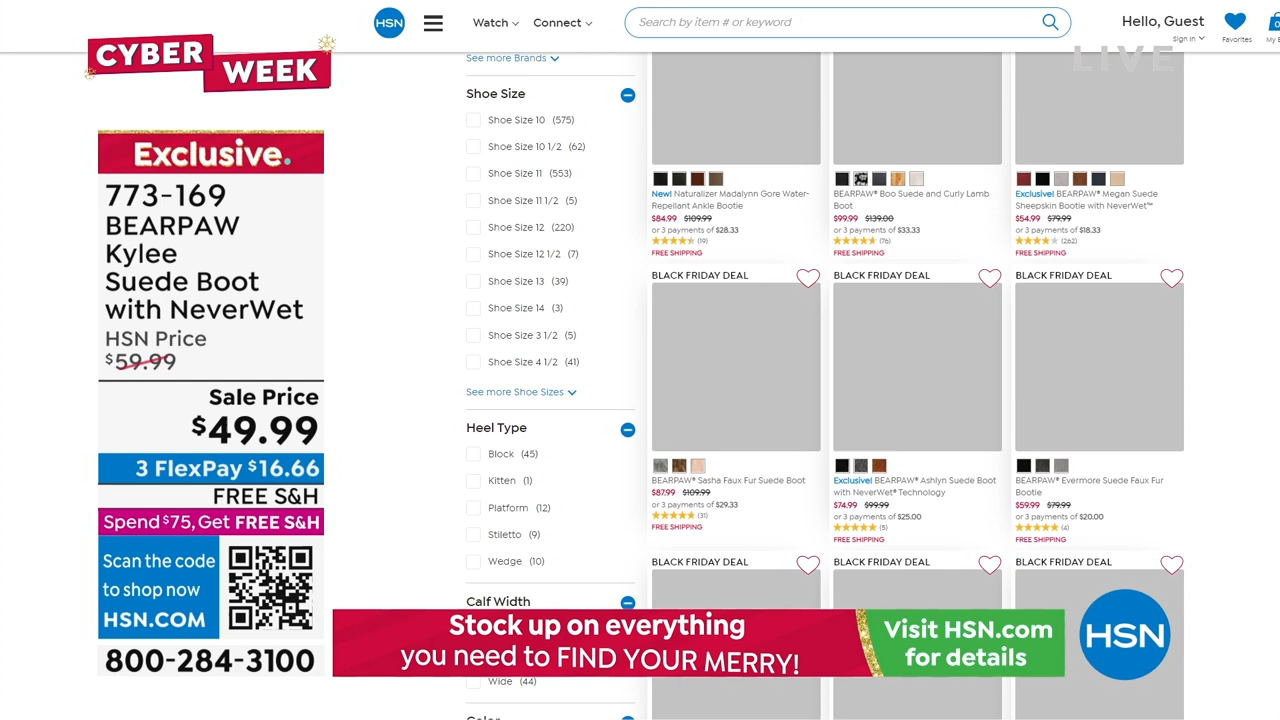 HSN
Watch
Connect
Search by item # or keyword
Hello, Guest
Sign In
Favorites
LIVE
CYBER
WEEK
Exclusive.
773-169
BEARPAW
Kylee
Suede Boot
with NeverWet
HSN Price
$59.99
Sale Price
$49.99
3 FlexPay $16.66
FREE S&H
Spend $75, Get FREE S&H
Scan the code
to shop now
HSN.COM
800-284-3100
See more Brands
Shoe Size
Shoe Size 10 (575)
Shoe Size 10 1/2 (62)
Shoe Size 11 (553)
Shoe Size 11 1/2 (5)
Shoe Size 12 (220)
Shoe Size 12 1/2 (7)
Shoe Size 13 (39)
Shoe Size 14 (3)
Shoe Size 3 1/2 (5)
Shoe Size 4 1/2 (41)
See more Shoe Sizes
Heel Type
Block (45)
Kitten (1)
Platform (12)
Stiletto (9)
Wedge (10)
Calf Width
Wide (44)
New! Naturalizer Madalynn Gore Water-
Repellant Ankle Bootie
$84.99 $109.99
or 3 payments of $28.33
(19)
FREE SHIPPING
BEARPAW® Boo Suede and Curly Lamb
Boot
$99.99 $139.00
or 3 payments of $33.33
(76)
FREE SHIPPING
Exclusive! BEARPAW® Megan Suede
Sheepskin Bootie with NeverWet™
$54.99 $79.99
or 3 payments of $18.33
(262)
FREE SHIPPING
BLACK FRIDAY DEAL
BEARPAW® Sasha Faux Fur Suede Boot
$87.99 $109.99
or 3 payments of $29.33
(31)
FREE SHIPPING
BLACK FRIDAY DEAL
Exclusive! BEARPAW® Ashlyn Suede Boot
with NeverWet® Technology
$74.99 $99.99
or 3 payments of $25.00
(5)
FREE SHIPPING
BLACK FRIDAY DEAL
BEARPAW® Evermore Suede Faux Fur
Bootie
$59.99 $79.99
or 3 payments of $20.00
(4)
FREE SHIPPING
BLACK FRIDAY DEAL
BLACK FRIDAY DEAL
BLACK FRIDAY DEAL
Stock up on everything
you need to FIND YOUR MERRY!
Visit HSN.com
for details
HSN